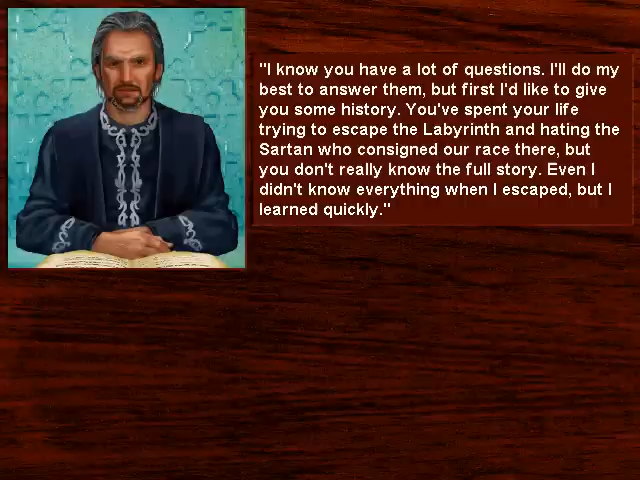 "I know you have a lot of questions. I'll do my
best to answer them, but first I'd like to give
you some history. You've spent your life
trying to escape the Labyrinth and hating the
Sartan who consigned our race there, but
you don't really know the full story. Even I
didn't know everything when I escaped, but I
learned quickly."